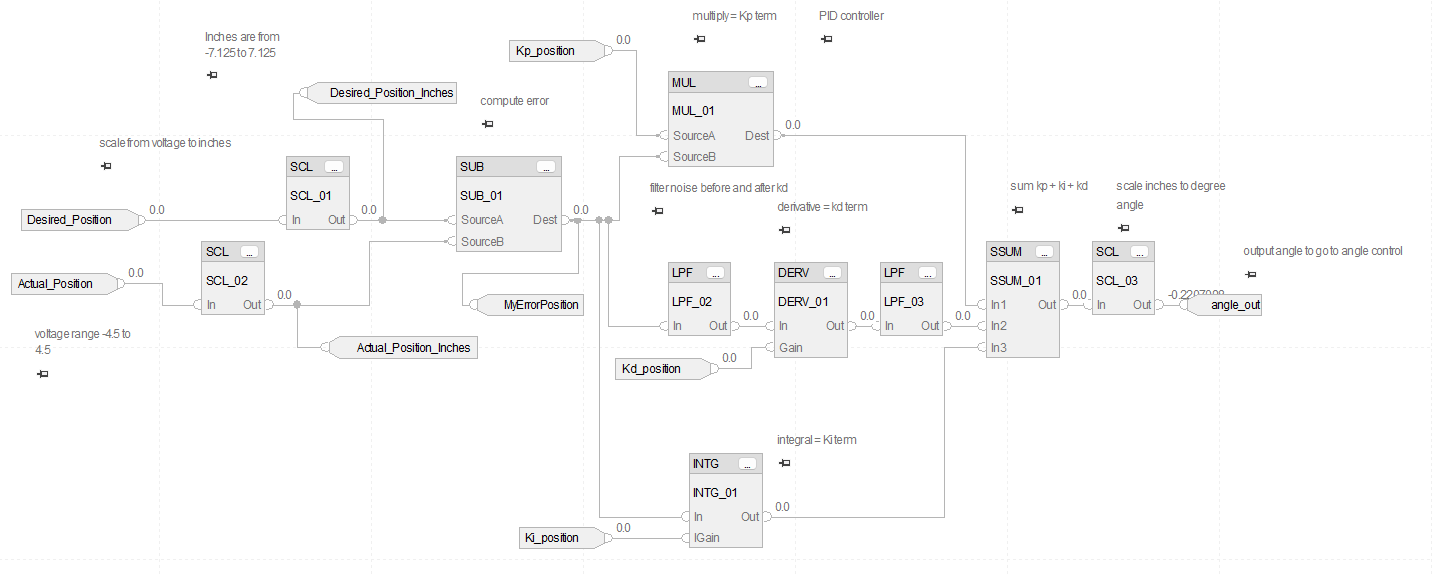 multiply = Kp term
PID controller
Inches are from
-7.125 to 7.125
0.0
Kp_position
MUL
...
Desired_Position_Inches
compute error
MUL_01
0.0
SourceA
Dest
scale from voltage to inches
SCL
...
SUB
...
SourceB
SCL_01
SUB_01
filter noise before and after kd
sum kp + ki + kd
scale inches to degree
angle
0.0
0.0
0.0
derivative = kd term
Desired_Position
In
Out
SourceA
Dest
SourceB
SCL
...
SSUM
...
SCL
...
output angle to go to angle control
0.0
LPF
...
DERV
...
LPF
...
Actual_Position
SCL_02
SSUM_01
SCL_03
0.0
LPF_02
DERV_01
LPF_03
0.0
-0.2207908
In
Out
MyErrorPosition
In1
Out
In
Out
angle_out
0.0
0.0
0.0
In
Out
In
Out
In
Out
In2
voltage range -4.5 to
4.5
Actual_Position_Inches
Gain
In3
0.0
Kd_position
integral = Ki term
INTG
...
INTG_01
0.0
In
Out
0.0
Ki_position
IGain